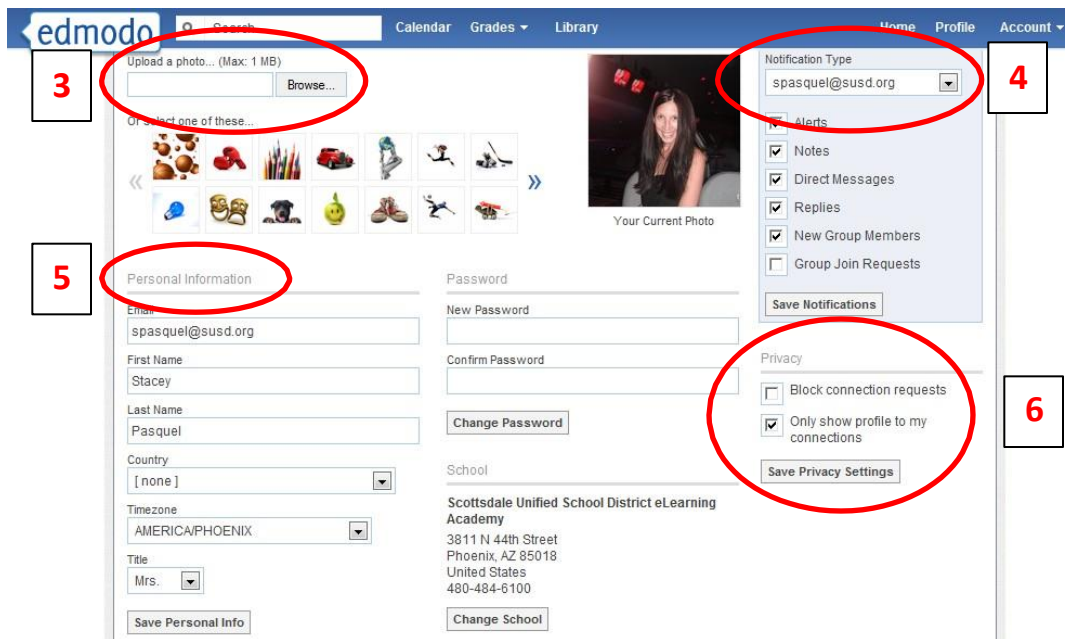 edmodo
Search
Calendar Grades Library
Home Profile Account
3
Upload a photo... (Max: 1 MB)
Browse...
Or select one of these...
«
»
Your Current Photo
4
Notification Type
spasquel@susd.org
Alerts
Notes
Direct Messages
Replies
New Group Members
Group Join Requests
Save Notifications
5
Personal Information
Email
spasquel@susd.org
First Name
Stacey
Last Name
Pasquel
Country
[ none ]
Timezone
AMERICA/PHOENIX
Title
Mrs.
Save Personal Info
Password
New Password
Confirm Password
Change Password
School
Scottsdale Unified School District eLearning
Academy
3811 N 44th Street
Phoenix, AZ 85018
United States
480-484-6100
Change School
Privacy
Block connection requests
Only show profile to my
connections
Save Privacy Settings
6